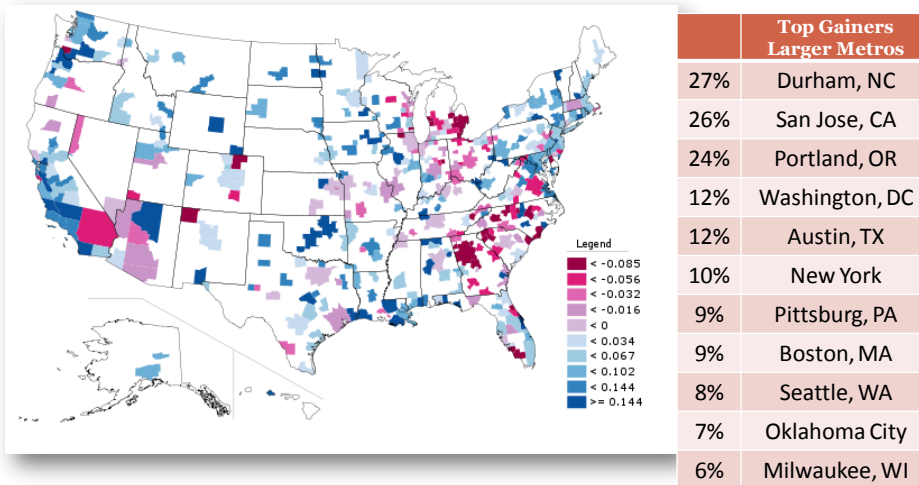 Legend
< -0.085
< -0.056
< -0.032
< -0.016
< 0
< 0.034
< 0.067
< 0.102
< 0.144
>= 0.144
Top Gainers
Larger Metros
27% Durham, NC
26% San Jose, CA
24% Portland, OR
12% Washington, DC
12% Austin, TX
10% New York
9% Pittsburg, PA
9% Boston, MA
8% Seattle, WA
7% Oklahoma City
6% Milwaukee, WI